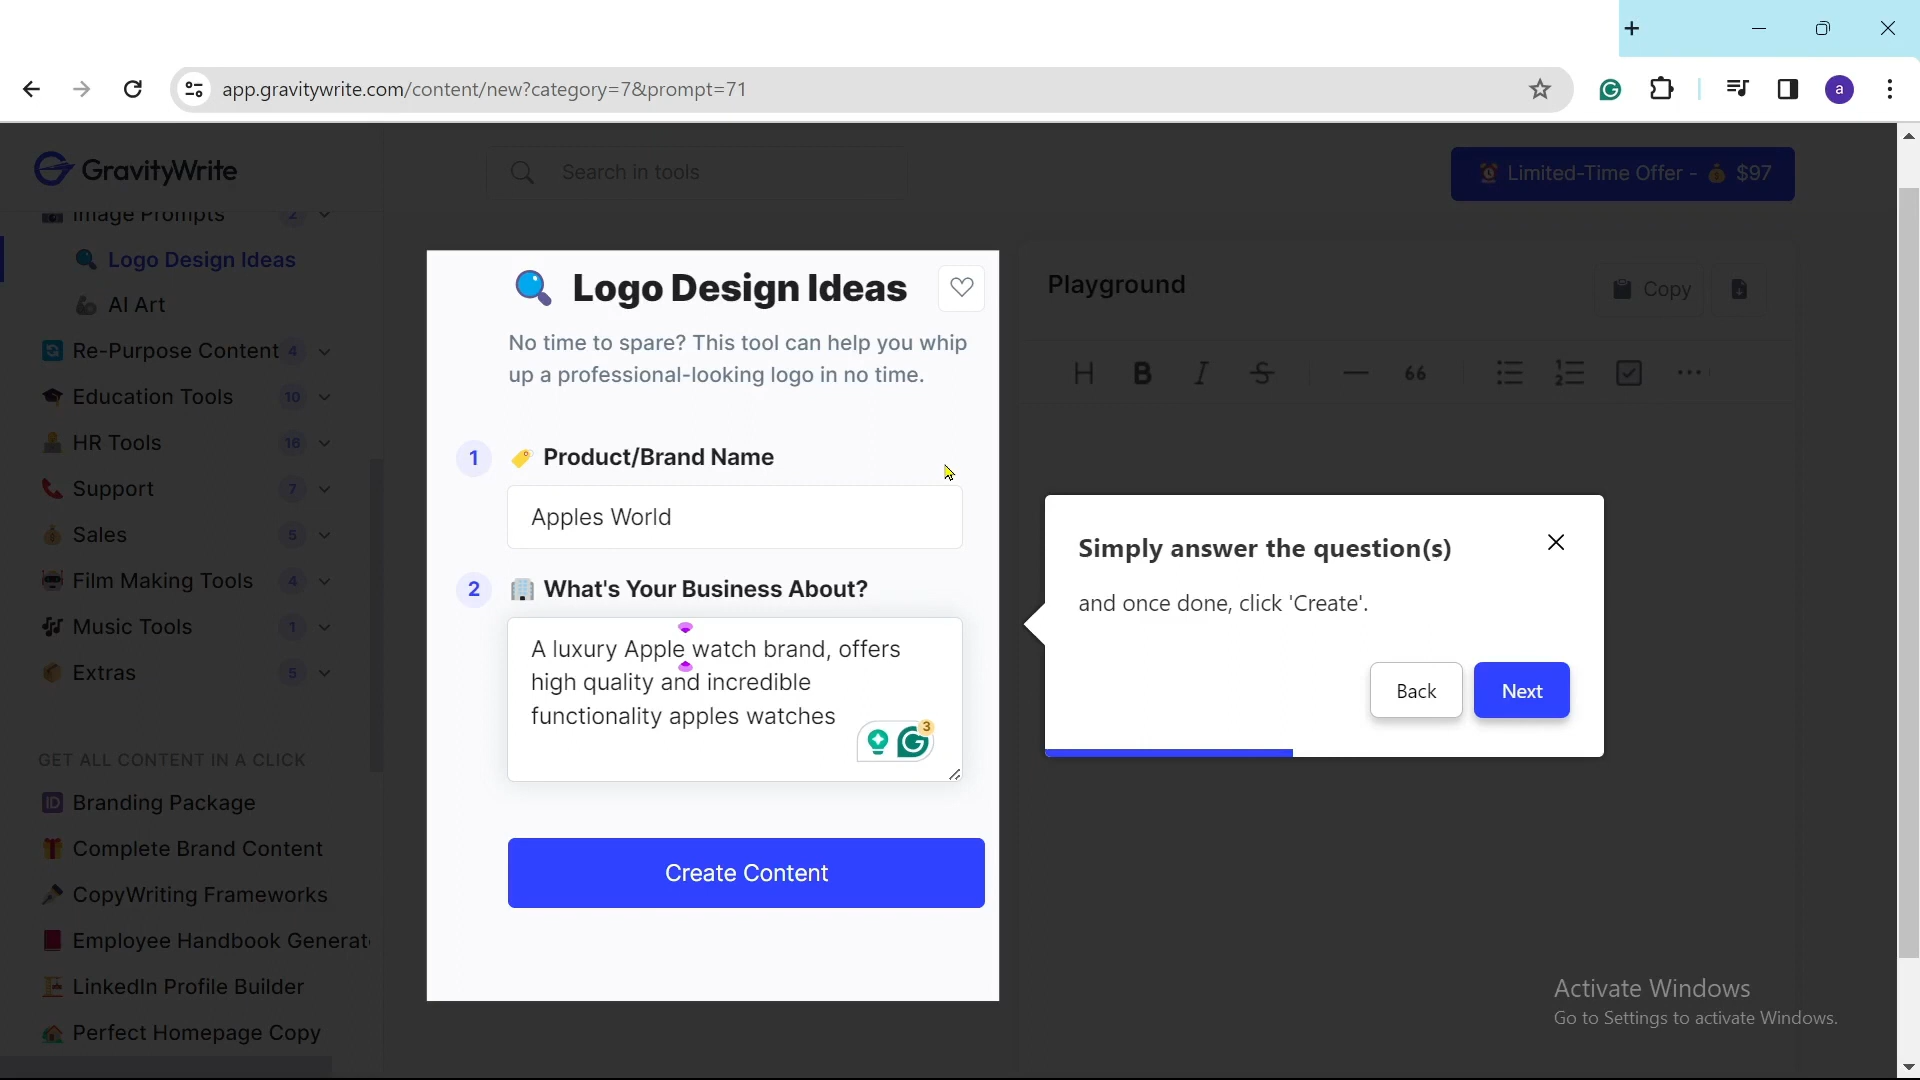 app.gravitywrite.com/content/new?category=7&prompt=71
a
GravityWrite
Search in tools
Limited-Time Offer - $97
Image Prompts 2
Logo Design Ideas
AI Art
Re-Purpose Content 4
Education Tools 10
HR Tools 16
Support 7
Sales 5
Film Making Tools 4
Music Tools 1
Extras 5
GET ALL CONTENT IN A CLICK
Branding Package
Complete Brand Content
CopyWriting Frameworks
Employee Handbook Generat
LinkedIn Profile Builder
Perfect Homepage Copy
Logo Design Ideas
No time to spare? This tool can help you whip
up a professional-looking logo in no time.
1 Product/Brand Name
Apples World
2 What's Your Business About?
A luxury Apple watch brand, offers
high quality and incredible
functionality apples watches
3
Create Content
Playground
Copy
H B I S 66
Simply answer the question(s)
and once done, click 'Create'.
Back Next
Activate Windows
Go to Settings to activate Windows.